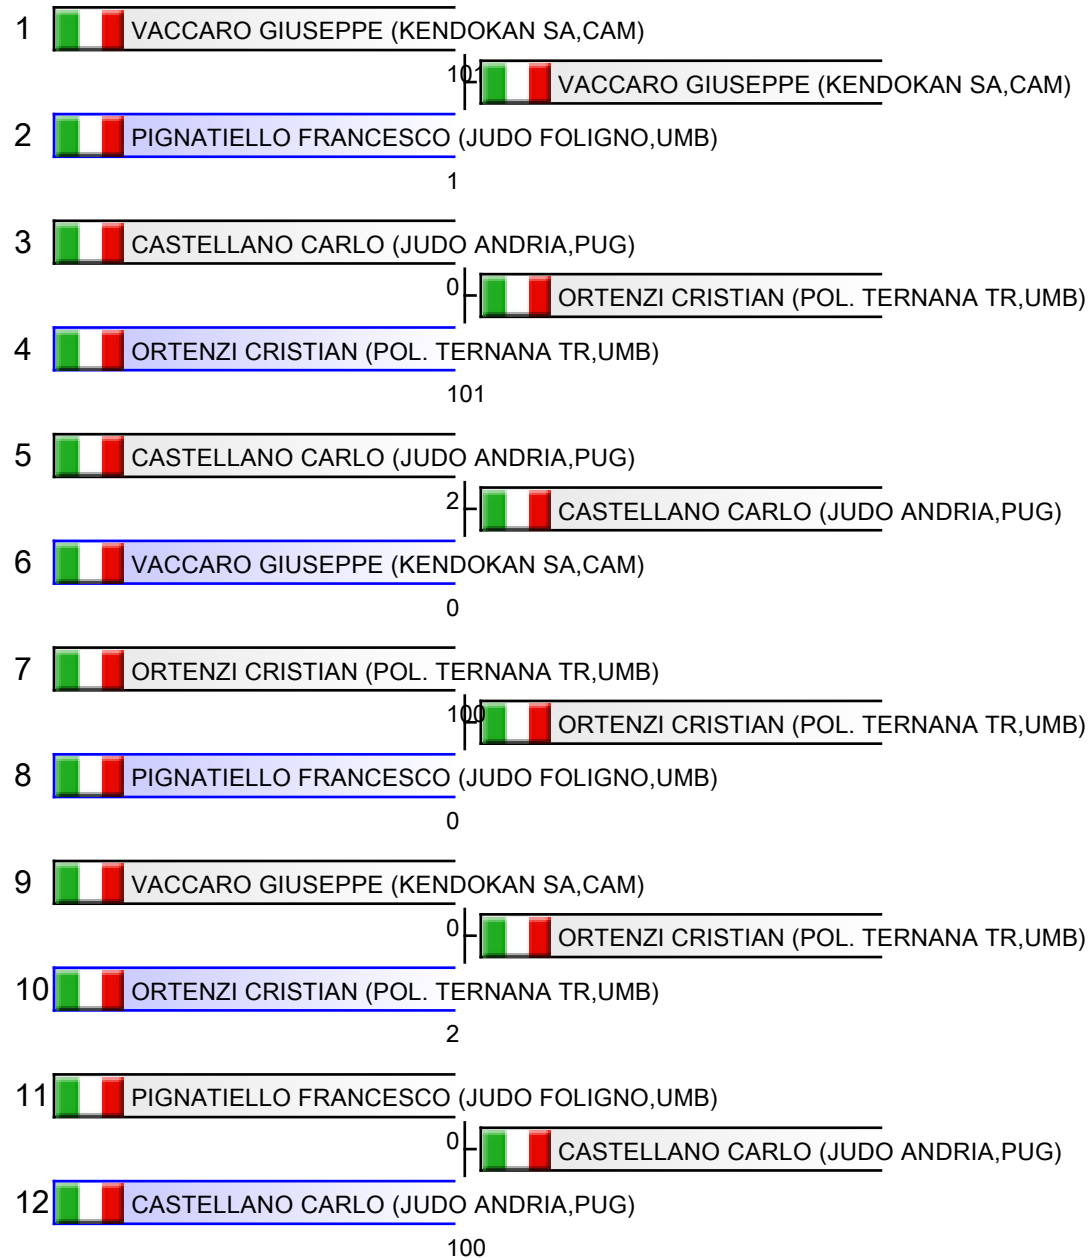 1 VACCARO GIUSEPPE (KENDOKAN SA,CAM)
101
VACCARO GIUSEPPE (KENDOKAN SA,CAM)
2 PIGNATIELLO FRANCESCO (JUDO FOLIGNO,UMB)
1
3 CASTELLANO CARLO (JUDO ANDRIA,PUG)
0
ORTENZI CRISTIAN (POL. TERNANA TR,UMB)
4 ORTENZI CRISTIAN (POL. TERNANA TR,UMB)
101
5 CASTELLANO CARLO (JUDO ANDRIA,PUG)
2
CASTELLANO CARLO (JUDO ANDRIA,PUG)
6 VACCARO GIUSEPPE (KENDOKAN SA,CAM)
0
7 ORTENZI CRISTIAN (POL. TERNANA TR,UMB)
100
ORTENZI CRISTIAN (POL. TERNANA TR,UMB)
8 PIGNATIELLO FRANCESCO (JUDO FOLIGNO,UMB)
0
9 VACCARO GIUSEPPE (KENDOKAN SA,CAM)
0
ORTENZI CRISTIAN (POL. TERNANA TR,UMB)
10 ORTENZI CRISTIAN (POL. TERNANA TR,UMB)
2
11 PIGNATIELLO FRANCESCO (JUDO FOLIGNO,UMB)
0
CASTELLANO CARLO (JUDO ANDRIA,PUG)
12 CASTELLANO CARLO (JUDO ANDRIA,PUG)
100